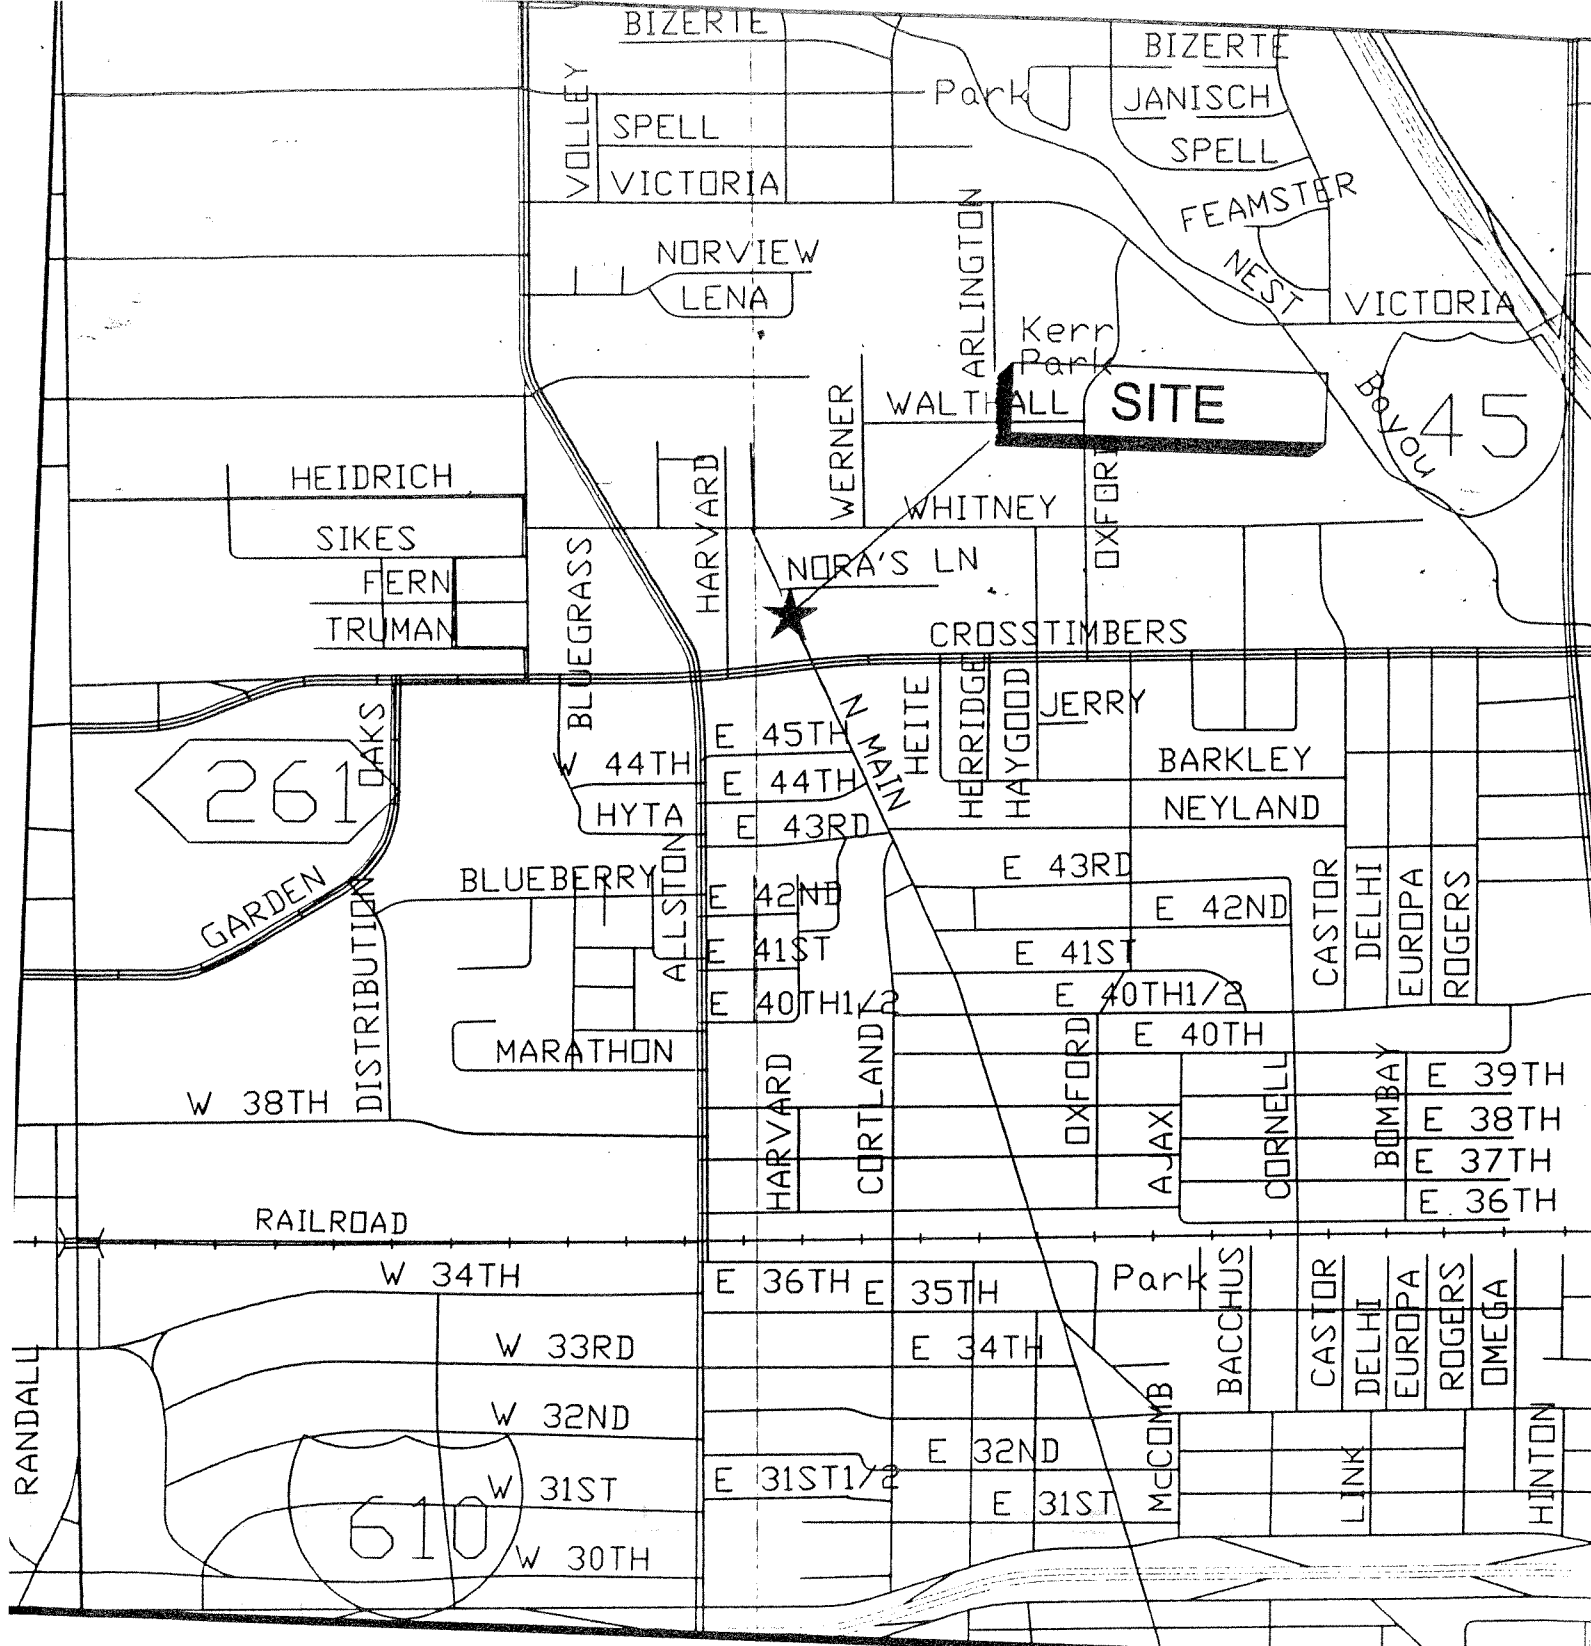 BIZERTE
BIZERTE
VOLLEY
Park
JANISCH
SPELL
SPELL
VICTORIA
FEAMSTER
ARLINGTON
NORVIEW
NEST
LENA
VICTORIA
Kerr
Park
WERNER
WALTHALL
SITE
Bayou
45
HEIDRICH
HARVARD
WHITNEY
OXFORD
SIKES
BLUEGRASS
NORA'S LN
FERN
TRUMAN
CROSSTIMBERS
OAKS
N MAIN
HEITE
HERRIDGE
HAYGOOD
JERRY
E 45TH
W 44TH
E 44TH
BARKLEY
261
HYTA
E 43RD
NEYLAND
GARDEN
BLUEBERRY
ALLSTON
E 43RD
CASTOR
DELHI
EUROPA
ROGERS
DISTRIBUTION
E 42ND
E 42ND
E 41ST
E 41ST
E 40TH1/2
E 40TH1/2
MARATHON
HARVARD
CORTLANDT
OXFORD
E 40TH
W 38TH
AJAX
CORNELL
BOMBAY
E 39TH
E 38TH
E 37TH
E 36TH
RAILROAD
W 34TH
E 36TH
E 35TH
Park
BACCHUS
CASTOR
DELHI
EUROPA
ROGERS
OMEGA
W 33RD
E 34TH
RANDALL
W 32ND
E 32ND
McCOMB
LINK
HINTON
W 31ST
E 31ST1/2
E 31ST
610
W 30TH